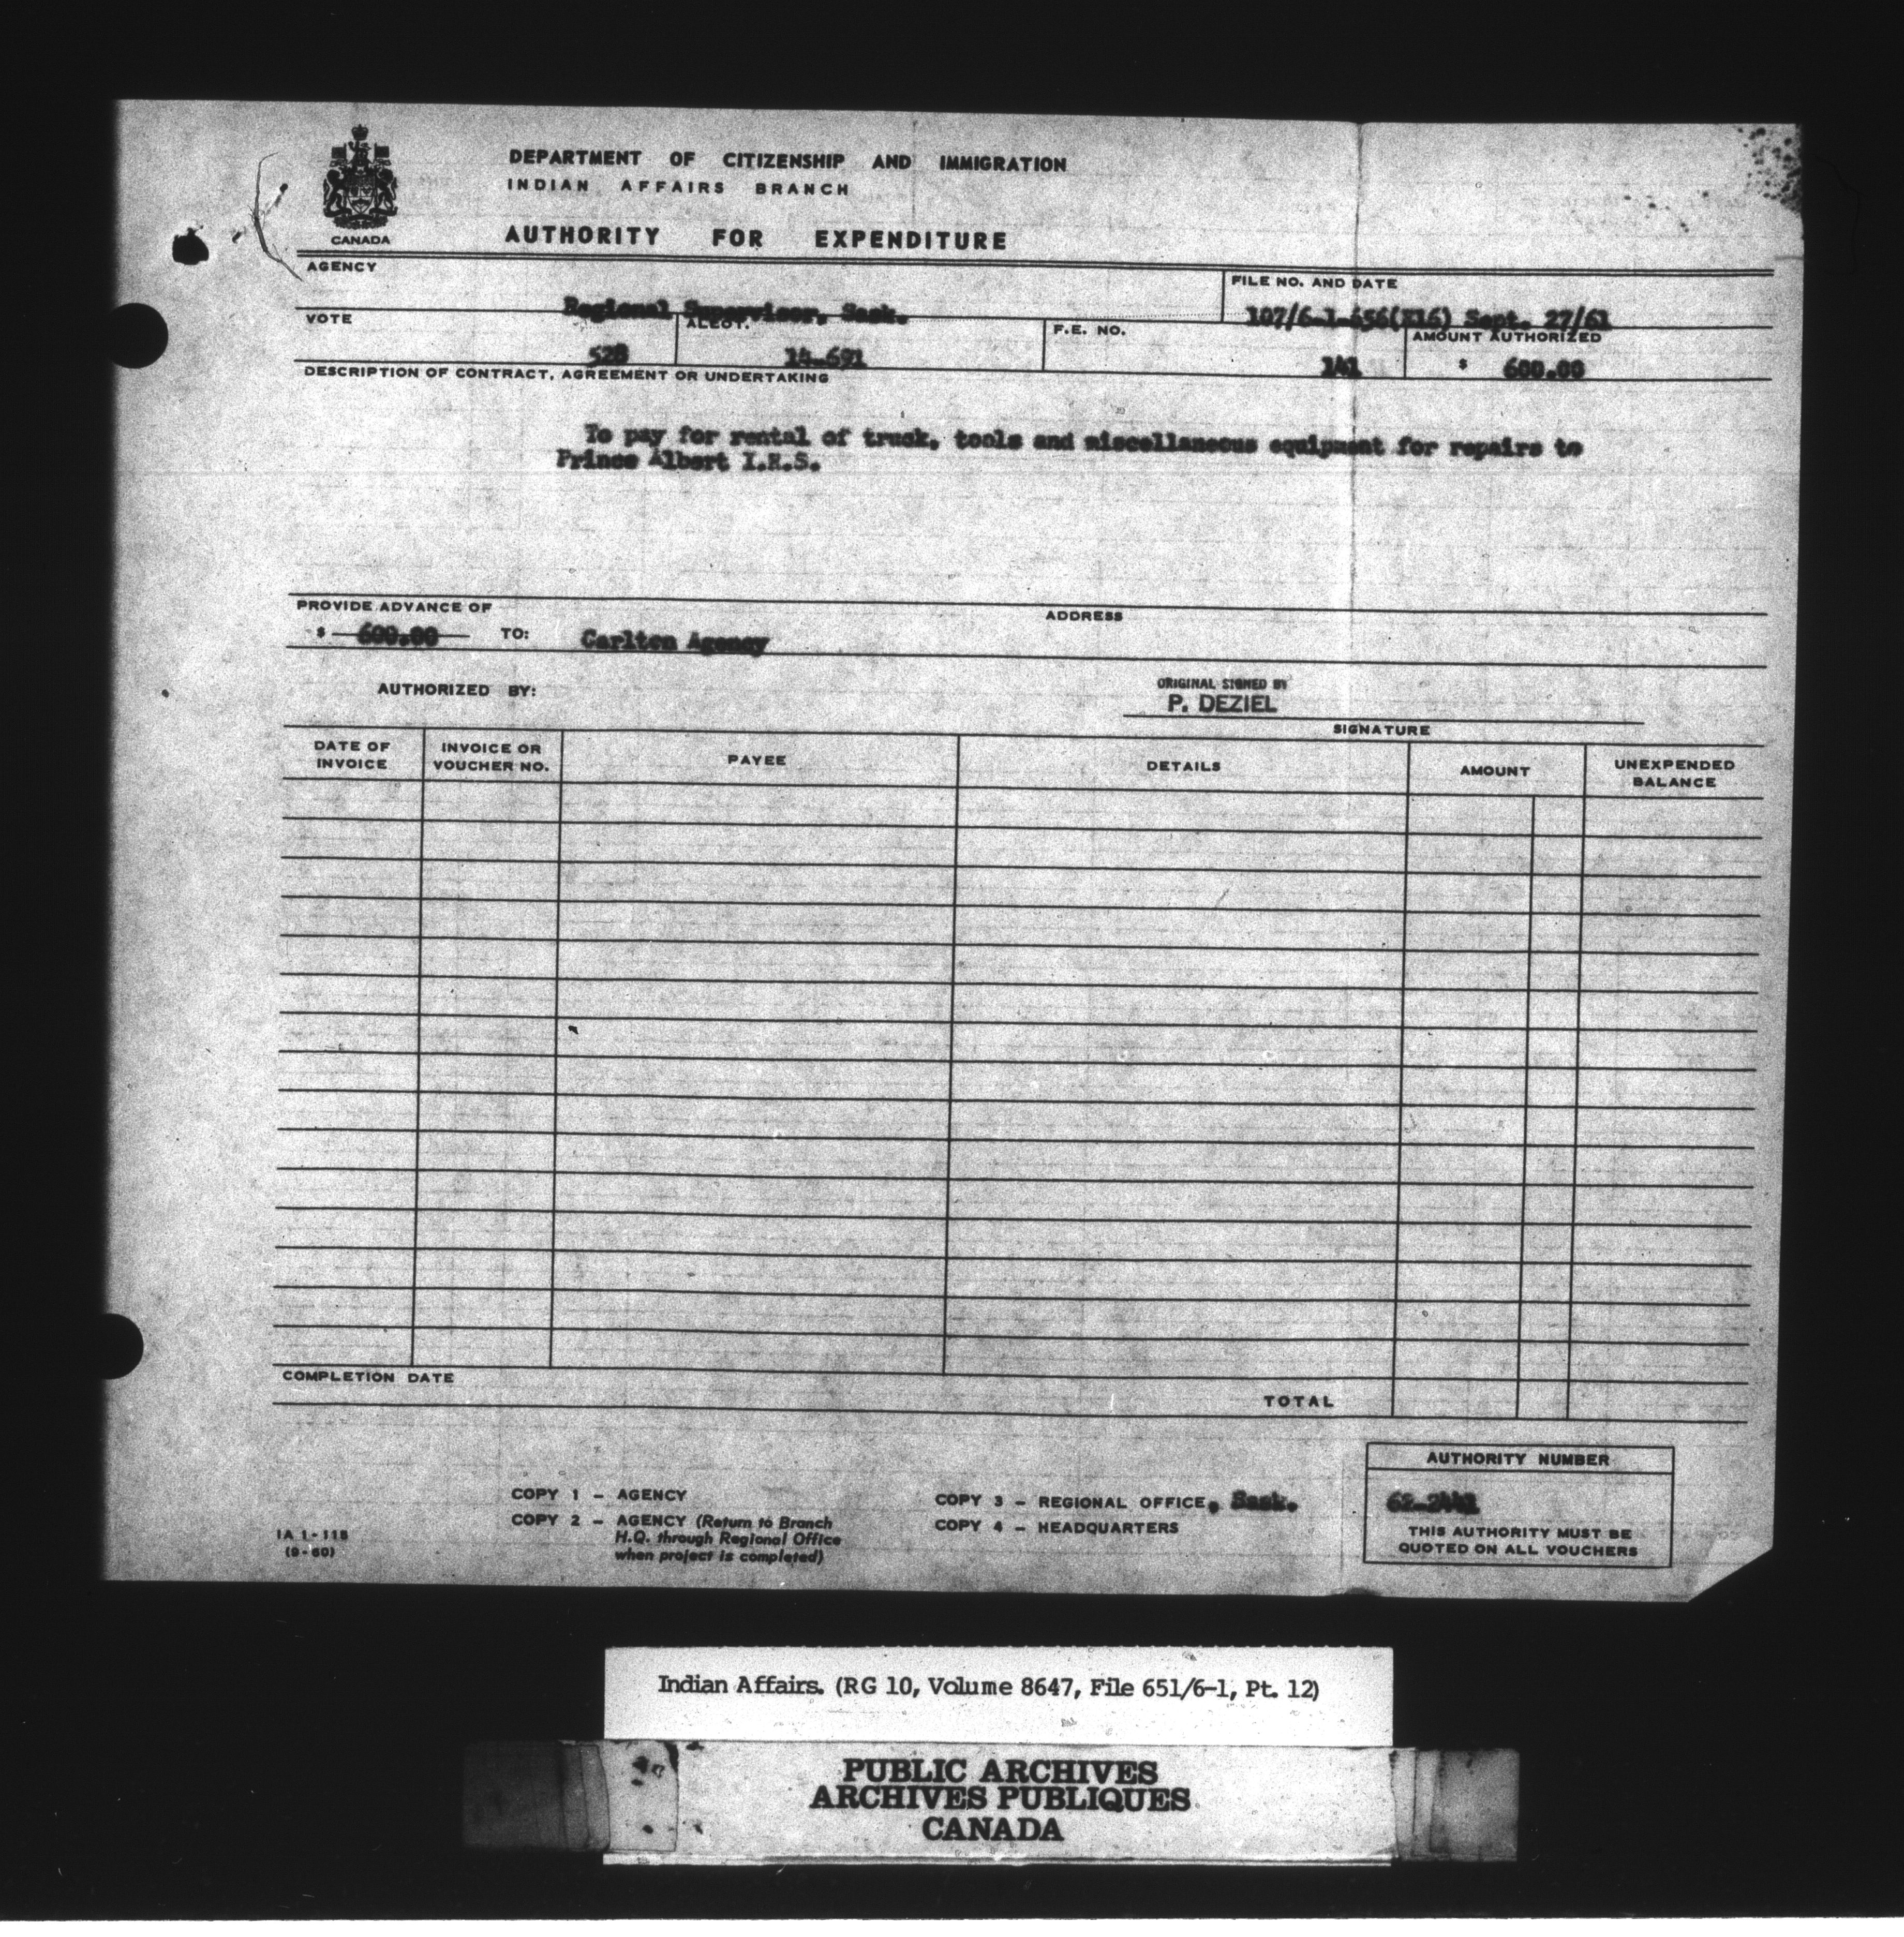 CANADA
DEPARTMENT OF CITIZENSHIP AND IMMIGRATION
INDIAN AFFAIRS BRANCH
AUTHORITY FOR EXPENDITURE
AGENCY
Regional Supervisor, Sask.
FILE NO. AND DATE
107/6-1-656(E16) Sept. 27/61
VOTE
528
ALLOT.
14-691
F.E. NO.
141
AMOUNT AUTHORIZED
$ 600.00
DESCRIPTION OF CONTRACT, AGREEMENT OR UNDERTAKING
To pay for rental of truck, tools and miscellaneous equipment for repairs to
Prince Albert I.R.S.
PROVIDE ADVANCE OF
$ 600.00 TO: Carlton Agency
ADDRESS
AUTHORIZED BY:
ORIGINAL SIGNED BY
P. DEZIEL
SIGNATURE
DATE OF INVOICE
INVOICE OR VOUCHER NO.
PAYEE
DETAILS
AMOUNT
UNEXPENDED BALANCE
COMPLETION DATE
TOTAL
COPY 1 - AGENCY
COPY 2 - AGENCY (Return to Branch
H.Q. through Regional Office
when project is completed)
COPY 3 - REGIONAL OFFICE, Sask.
COPY 4 - HEADQUARTERS
IA 1-118
(9-60)
AUTHORITY NUMBER
THIS AUTHORITY MUST BE
QUOTED ON ALL VOUCHERS
Indian Affairs. (RG 10, Volume 8647, File 651/6-1, Pt. 12)
PUBLIC ARCHIVES
ARCHIVES PUBLIQUES
CANADA